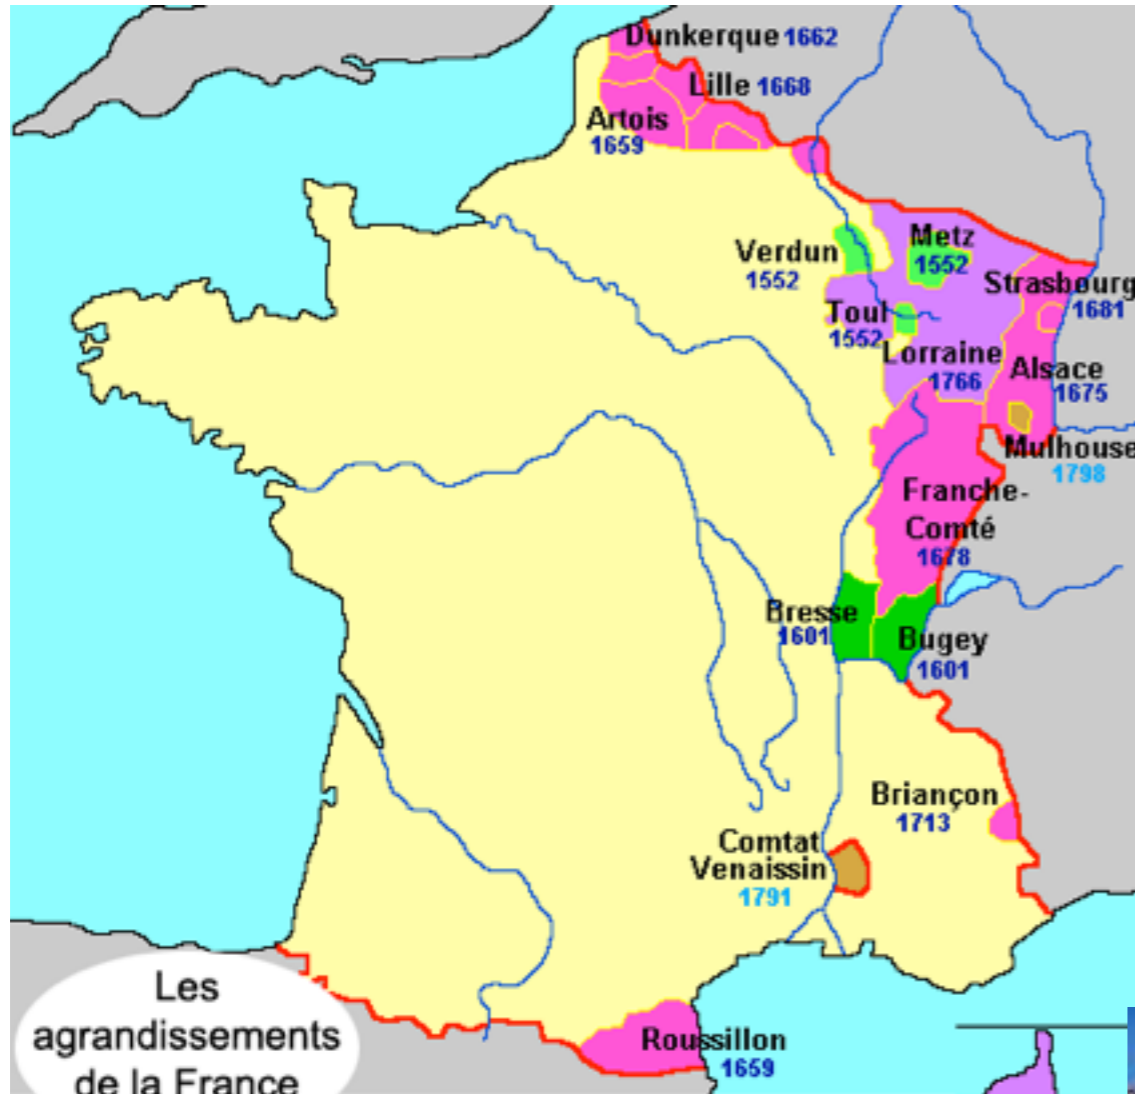 Dunkerque 1662
Lille 1668
Artois
1659
Verdun
1552
Metz
1552
Strasbourg
1681
Toul
1552
Lorraine
1766
Alsace
1675
Mulhouse
1798
Franche-
Comté
1678
Bresse
1601
Bugey
1601
Briançon
1713
Comtat
Venaissin
1791
Roussillon
1659
Les
agrandissements
de la France